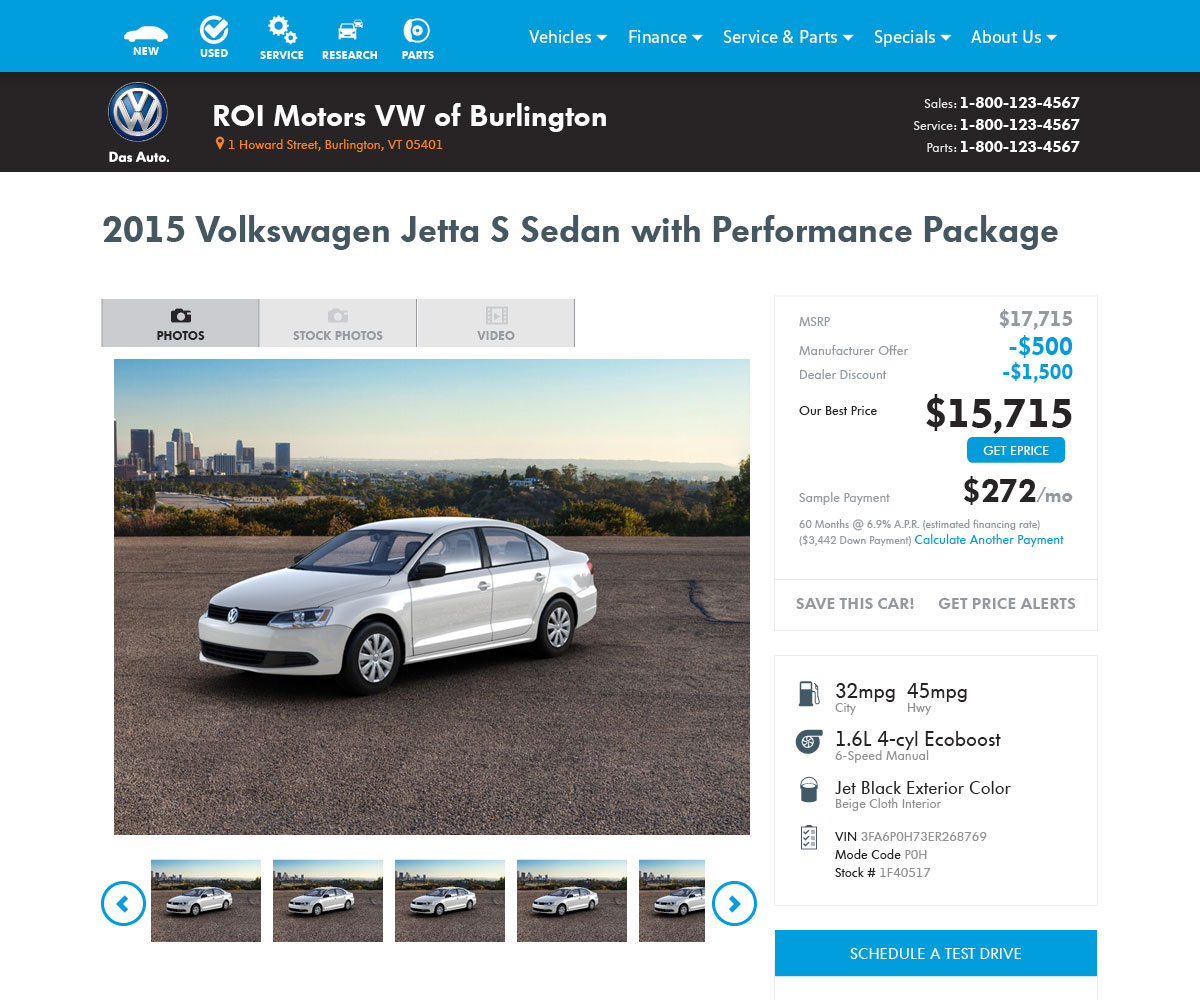 NEW USED SERVICE RESEARCH PARTS
Vehicles Finance Service & Parts Specials About Us
Das Auto.
ROI Motors VW of Burlington
1 Howard Street, Burlington, VT 05401
Sales: 1-800-123-4567
Service: 1-800-123-4567
Parts: 1-800-123-4567
2015 Volkswagen Jetta S Sedan with Performance Package
PHOTOS STOCK PHOTOS VIDEO
MSRP $17,715
Manufacturer Offer -$500
Dealer Discount -$1,500
Our Best Price $15,715
GET EPRICE
Sample Payment $272/mo
60 Months @ 6.9% A.P.R. (estimated financing rate)
($3,442 Down Payment) Calculate Another Payment
SAVE THIS CAR! GET PRICE ALERTS
32mpg 45mpg
City Hwy
1.6L 4-cyl Ecoboost
6-Speed Manual
Jet Black Exterior Color
Beige Cloth Interior
VIN 3FA6P0H73ER268769
Mode Code P0H
Stock # 1F40517
SCHEDULE A TEST DRIVE